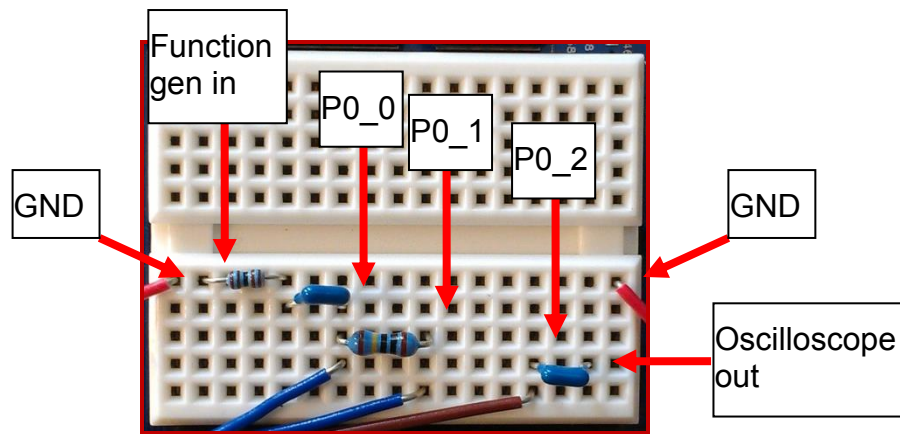 Function
gen in
P0_0
P0_1
P0_2
GND
GND
Oscilloscope
out